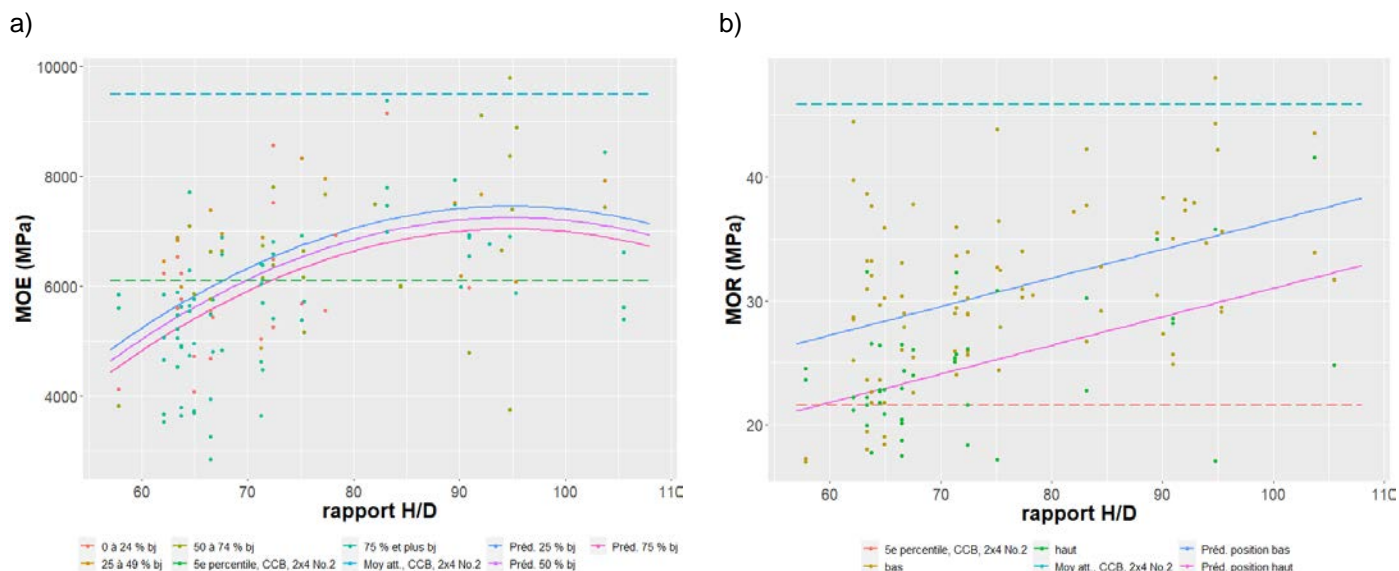 a)
b)
10000
8000
6000
4000
MOE (MPa)
60
70
80
90
100
110
rapport H/D
0 à 24 % bj
50 à 74 % bj
75 % et plus bj
Préd. 25 % bj
Préd. 75 % bj
25 à 49 % bj
5e percentile, CCB, 2x4 No.2
Moy att., CCB, 2x4 No.2
Préd. 50 % bj
40
30
20
MOR (MPa)
60
70
80
90
100
110
rapport H/D
5e percentile, CCB, 2x4 No.2
haut
Préd. position bas
bas
Moy att., CCB, 2x4 No.2
Préd. position haut